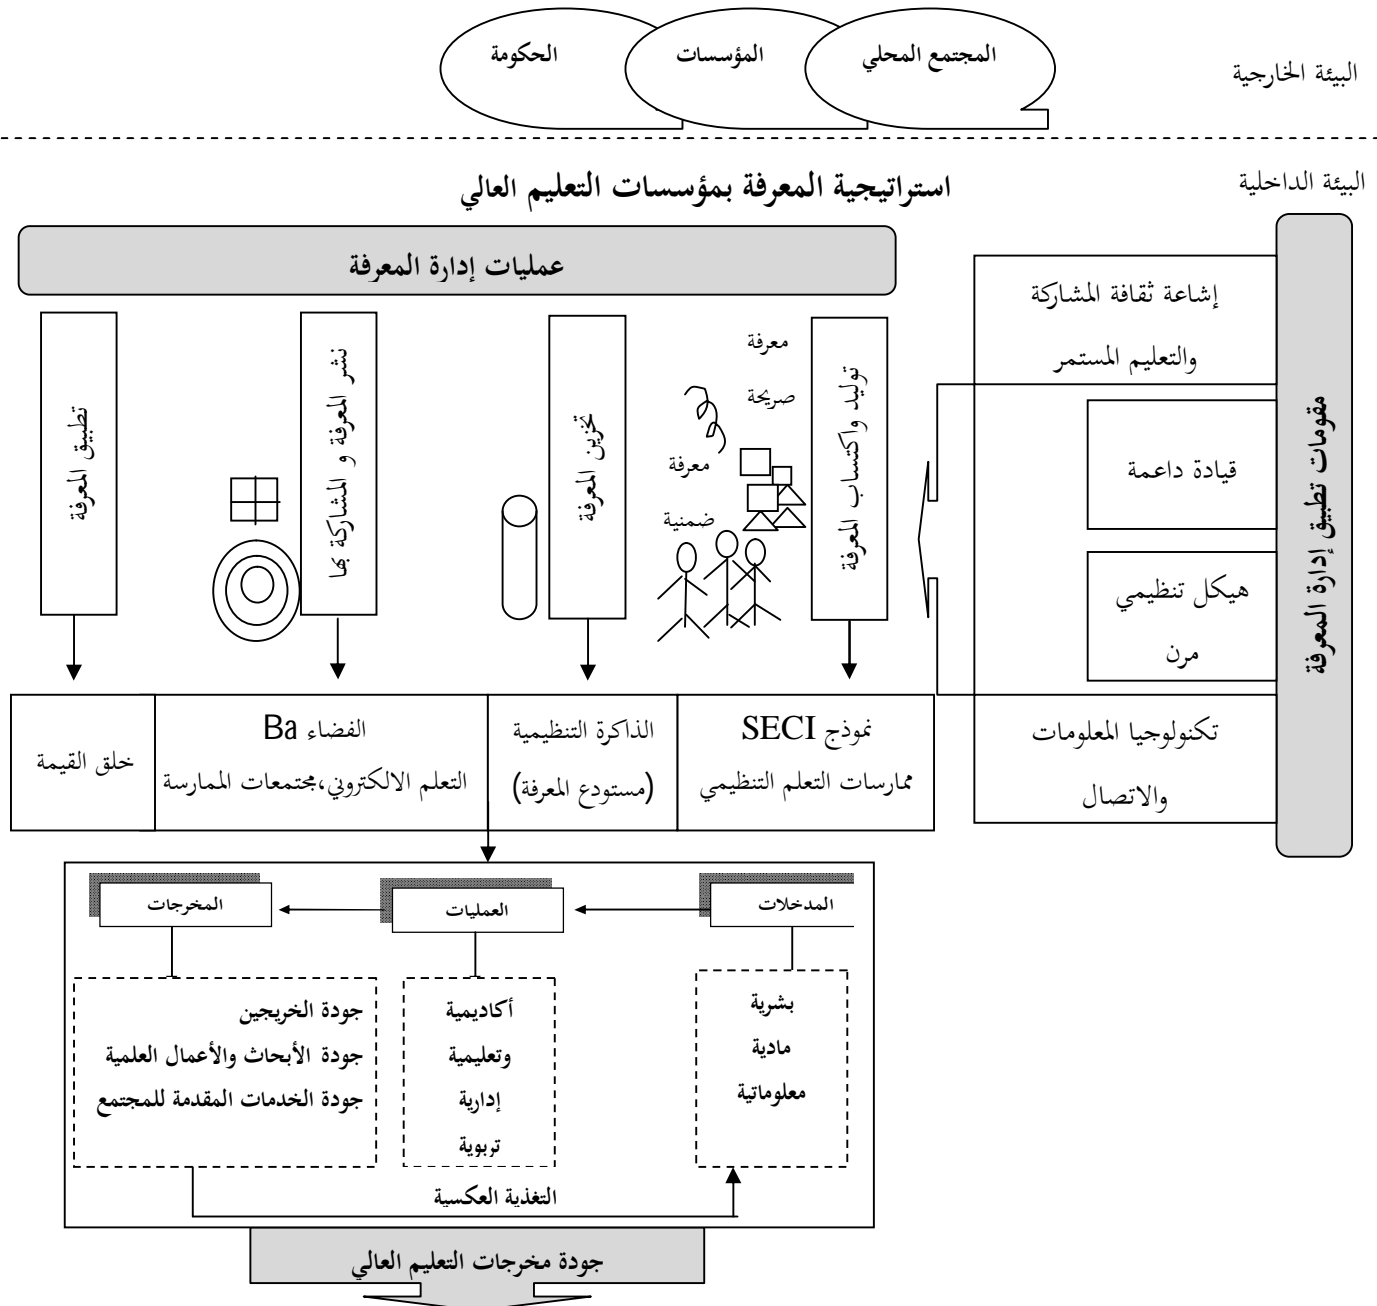 البيئة الخارجية
المجتمع المحلي
المؤسسات
الحكومة
البيئة الداخلية
استراتيجية المعرفة بمؤسسات التعليم العالي
مقومات تطبيق إدارة المعرفة
إشاعة ثقافة المشاركة
والتعليم المستمر
قيادة داعمة
هيكل تنظيمي
مرن
تكنولوجيا المعلومات
والاتصال
عمليات إدارة المعرفة
توليد واكتساب المعرفة
معرفة
صريحة
معرفة
ضمنية
تخزين المعرفة
نشر المعرفة و المشاركة بها
تطبيق المعرفة
نموذج SECI
ممارسات التعلم التنظيمي
الذاكرة التنظيمية
(مستودع المعرفة)
الفضاء Ba
التعلم الالكتروني،مجتمعات الممارسة
خلق القيمة
المدخلات
العمليات
المخرجات
بشرية
مادية
معلوماتية
أكاديمية
وتعليمية
إدارية
تربوية
جودة الخريجين
جودة الأبحاث والأعمال العلمية
جودة الخدمات المقدمة للمجتمع
التغذية العكسية
جودة مخرجات التعليم العالي